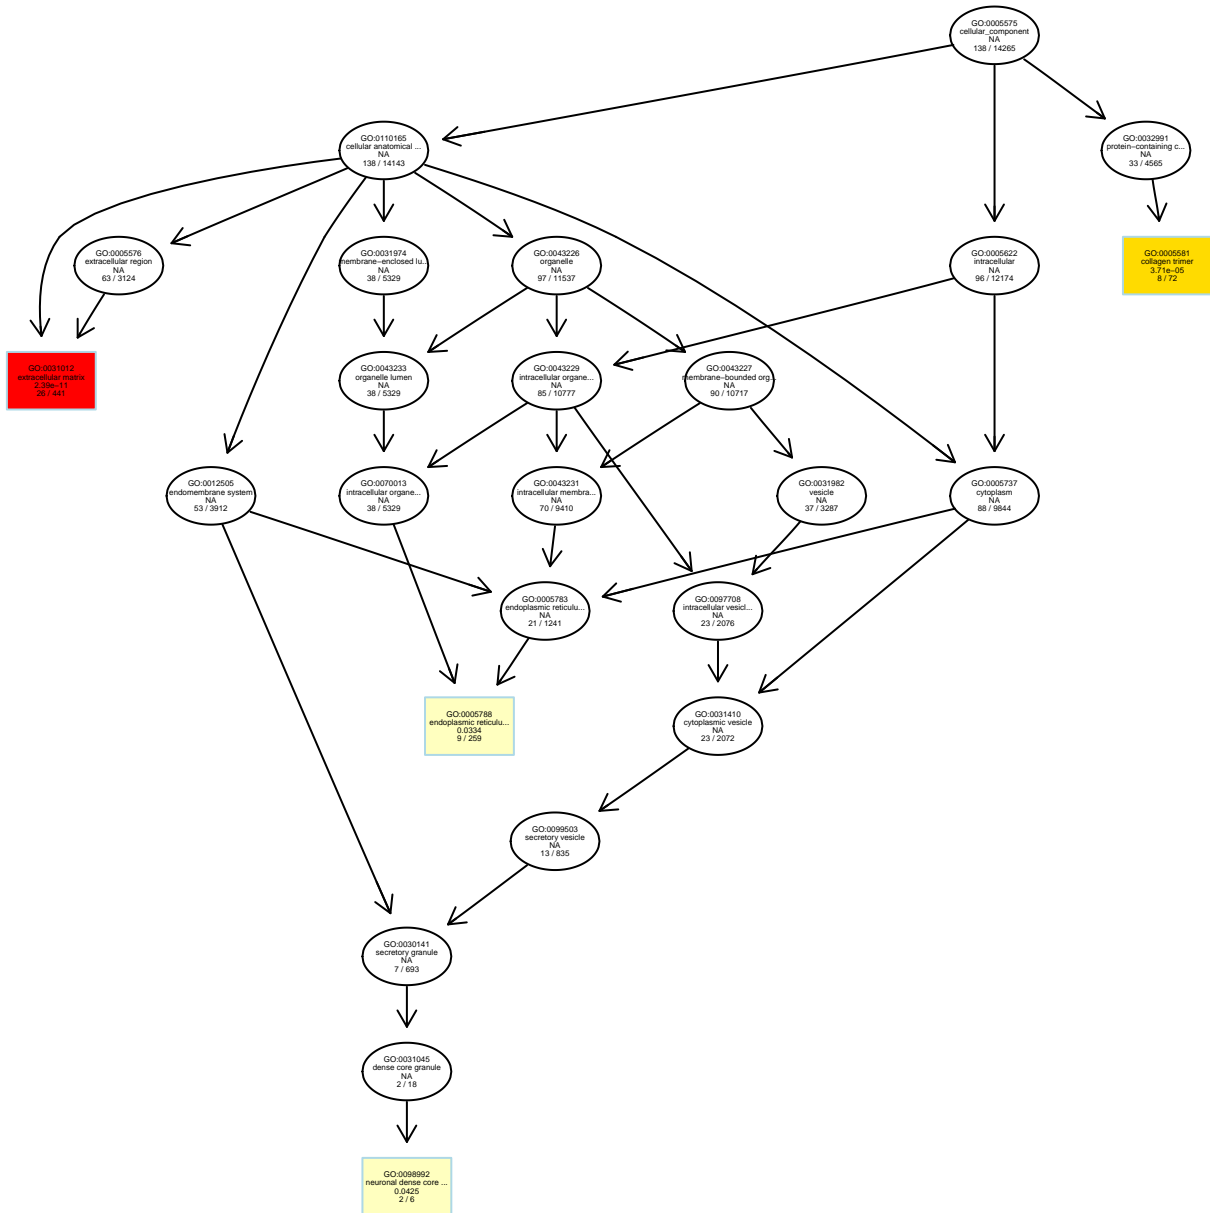 GO:0005575
cellular_component
NA
138 / 14265
GO:0110165
cellular anatomical ...
NA
138 / 14143
GO:0032991
protein−containing c...
NA
33 / 4565
GO:0005576
extracellular region
NA
63 / 3124
GO:0031974
membrane−enclosed lu...
NA
38 / 5329
GO:0043226
organelle
NA
97 / 11537
GO:0005622
intracellular
NA
96 / 12174
GO:0005581
collagen trimer
3.71e−05
8 / 72
GO:0031012
extracellular matrix
2.39e−11
26 / 441
GO:0043233
organelle lumen
NA
38 / 5329
GO:0043229
intracellular organe...
NA
85 / 10777
GO:0043227
membrane−bounded org...
NA
90 / 10717
GO:0012505
endomembrane system
NA
53 / 3912
GO:0070013
intracellular organe...
NA
38 / 5329
GO:0043231
intracellular membra...
NA
70 / 9410
GO:0031982
vesicle
NA
37 / 3287
GO:0005737
cytoplasm
NA
88 / 9844
GO:0005783
endoplasmic reticulu...
NA
21 / 1241
GO:0097708
intracellular vesicl...
NA
23 / 2076
GO:0005788
endoplasmic reticulu...
0.0334
9 / 259
GO:0031410
cytoplasmic vesicle
NA
23 / 2072
GO:0099503
secretory vesicle
NA
13 / 835
GO:0030141
secretory granule
NA
7 / 693
GO:0031045
dense core granule
NA
2 / 18
GO:0098992
neuronal dense core ...
0.0425
2 / 6